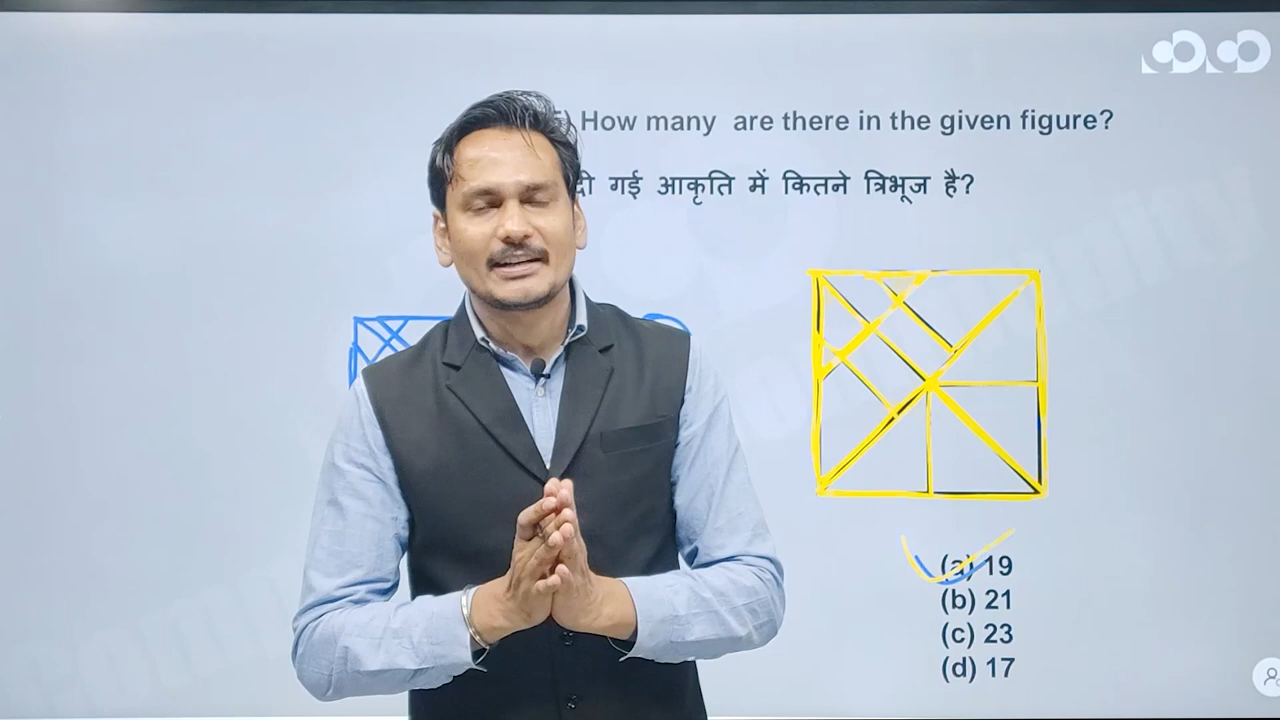 How many are there in the given figure?
दी गई आकृति में कितने त्रिभूज है?
(a) 19
(b) 21
(c) 23
(d) 17